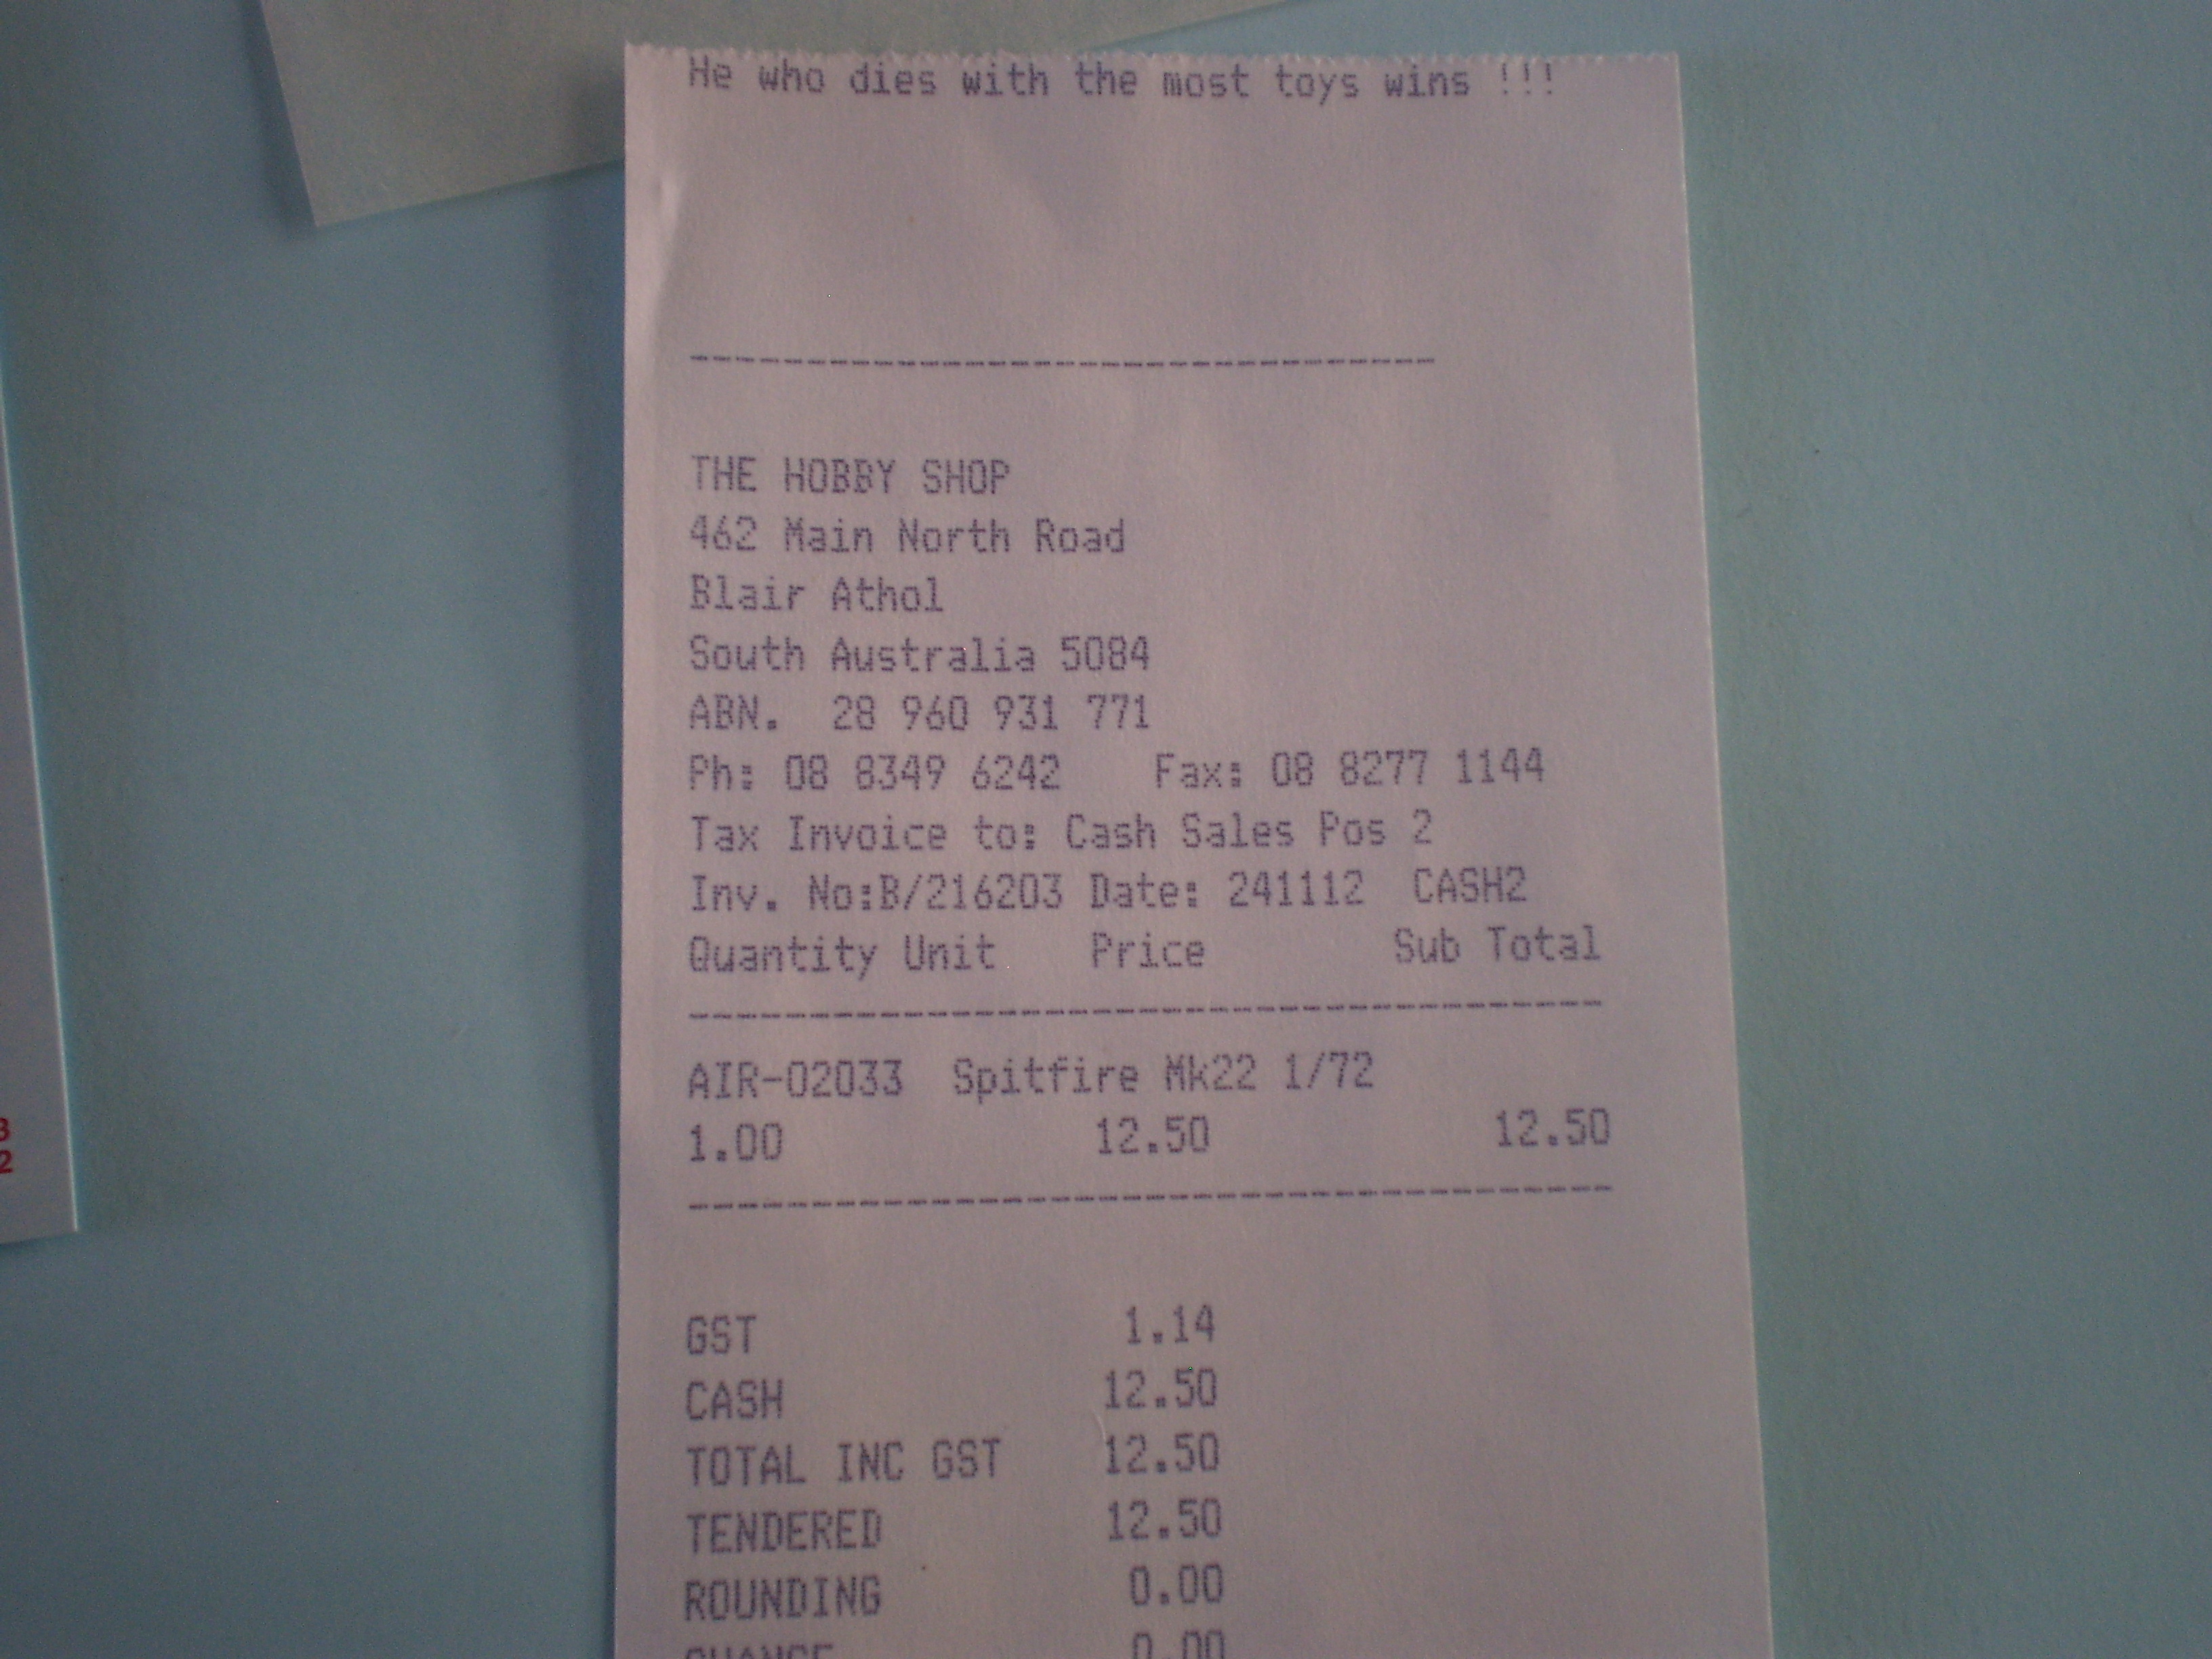 He who dies with the most toys wins !!!
THE HOBBY SHOP
462 Main North Road
Blair Athol
South Australia 5084
ABN. 28 960 931 771
Ph: 08 8349 6242 Fax: 08 8277 1144
Tax Invoice to: Cash Sales Pos 2
Inv. No:B/216203 Date: 241112 CASH2
Quantity Unit Price Sub Total
AIR-02033 Spitfire Mk22 1/72
1.00 12.50 12.50
GST 1.14
CASH 12.50
TOTAL INC GST 12.50
TENDERED 12.50
ROUNDING 0.00
CHANGE 0.00